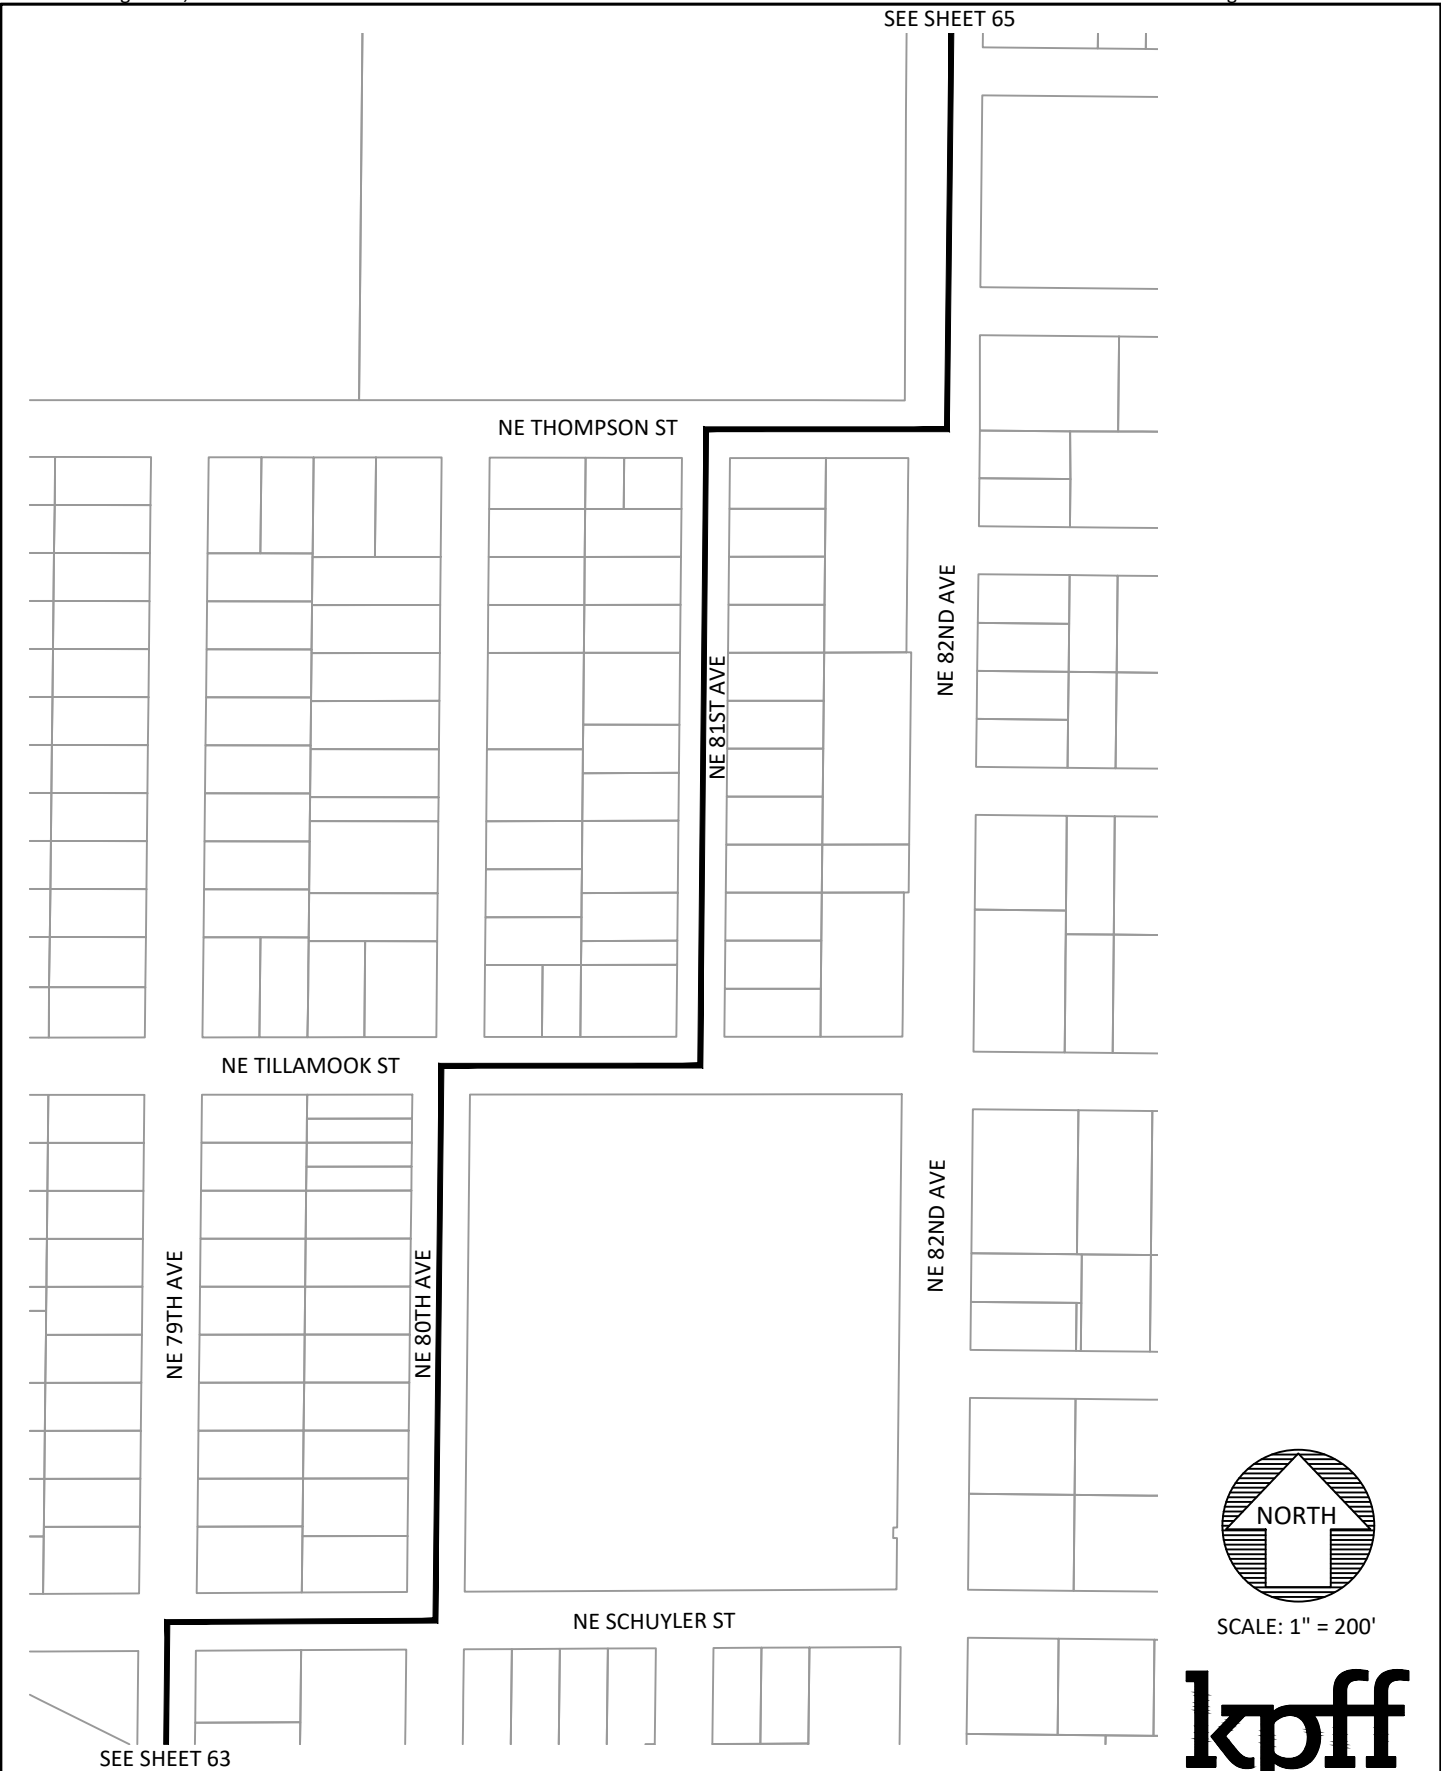 SEE SHEET 65
NE THOMPSON ST
NE 82ND AVE
NE 81ST AVE
NE TILLAMOOK ST
NE 82ND AVE
NE 79TH AVE
NE 80TH AVE
NORTH
SCALE: 1" = 200'
NE SCHUYLER ST
kpff
SEE SHEET 63